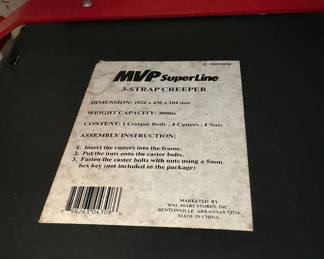 MVP SUPERLINE
3-STRAP CREEPER
DIMENSION: 1026 x 436 x 104 mm
WEIGHT CAPACITY: 300lbs
CONTENT: 1 Creeper Body , 4 Casters , 4 Nuts
ASSEMBLY INSTRUCTION:
1. Insert the casters into the frame.
2. Put the nuts onto the caster bolts.
3. Fasten the caster bolts with nuts using a 5mm
hex key (not included in the package)
MARKETED BY
WAL-MART STORES, INC.
BENTONVILLE, ARKANSAS 72716
MADE IN CHINA